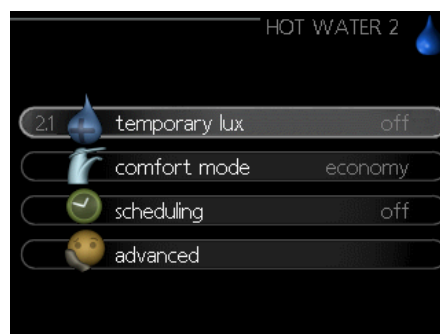 HOT WATER 2
2.1 temporary lux off
comfort mode economy
scheduling off
advanced